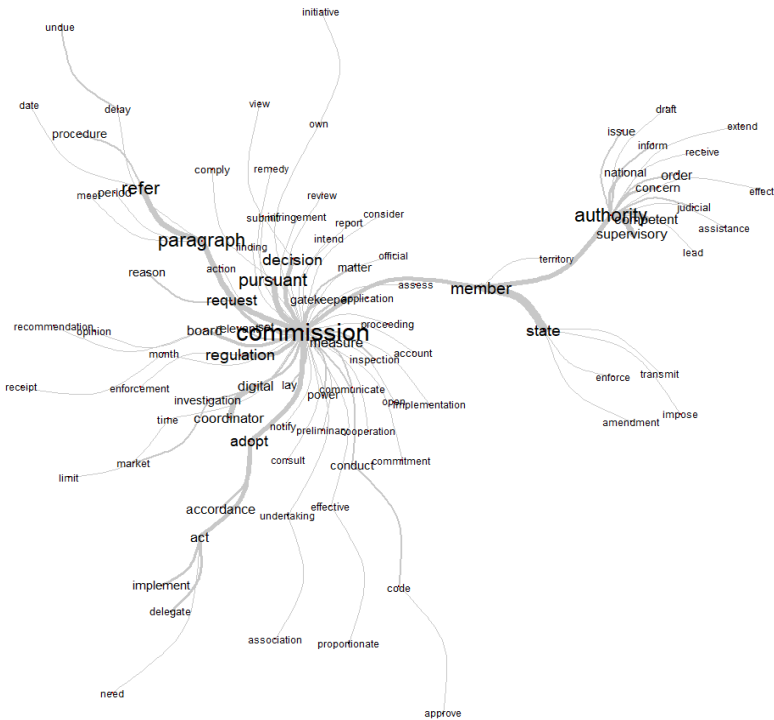 initiative
undue
date
delay
view
draft
procedure
own
issue
extend
inform
receive
comply
remedy
national
order
refer
concern
effect
meet
period
review
judicial
submit
infringement
report
consider
authority
competent
assistance
paragraph
finding
intend
supervisory
decision
lead
official
reason
action
pursuant
matter
territory
assess
member
request
gatekeeper
application
recommendation
opinion
board
relevant
set
commission
proceeding
state
measure
month
regulation
inspection
account
receipt
enforcement
digital
lay
communicate
enforce
transmit
investigation
power
open
implementation
time
coordinator
impose
amendment
adopt
notify
preliminary
cooperation
market
consult
conduct
commitment
limit
accordance
undertaking
effective
act
implement
code
delegate
association
proportionate
need
approve